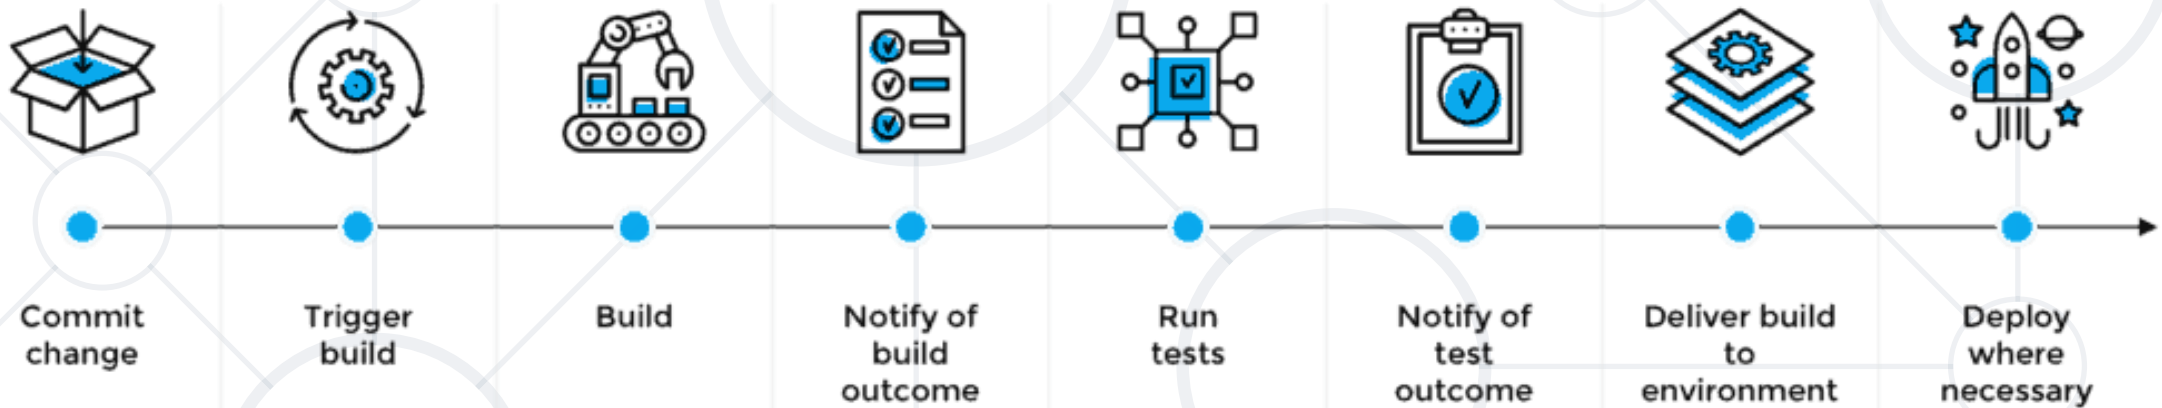 Commit
change
Trigger
build
Build
Notify of
build
outcome
Run
tests
Notify of
test
outcome
Deliver build
to
environment
Deploy
where
necessary